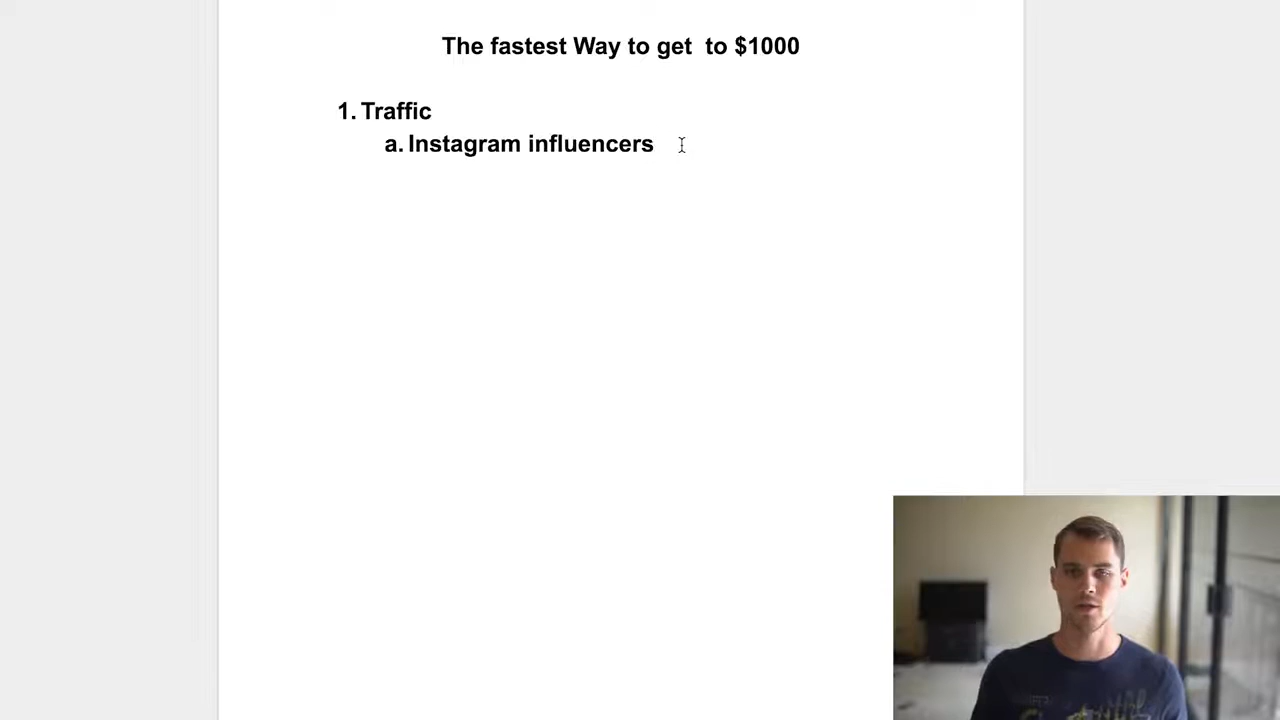 The fastest Way to get  to $1000
1. Traffic
a. Instagram influencers